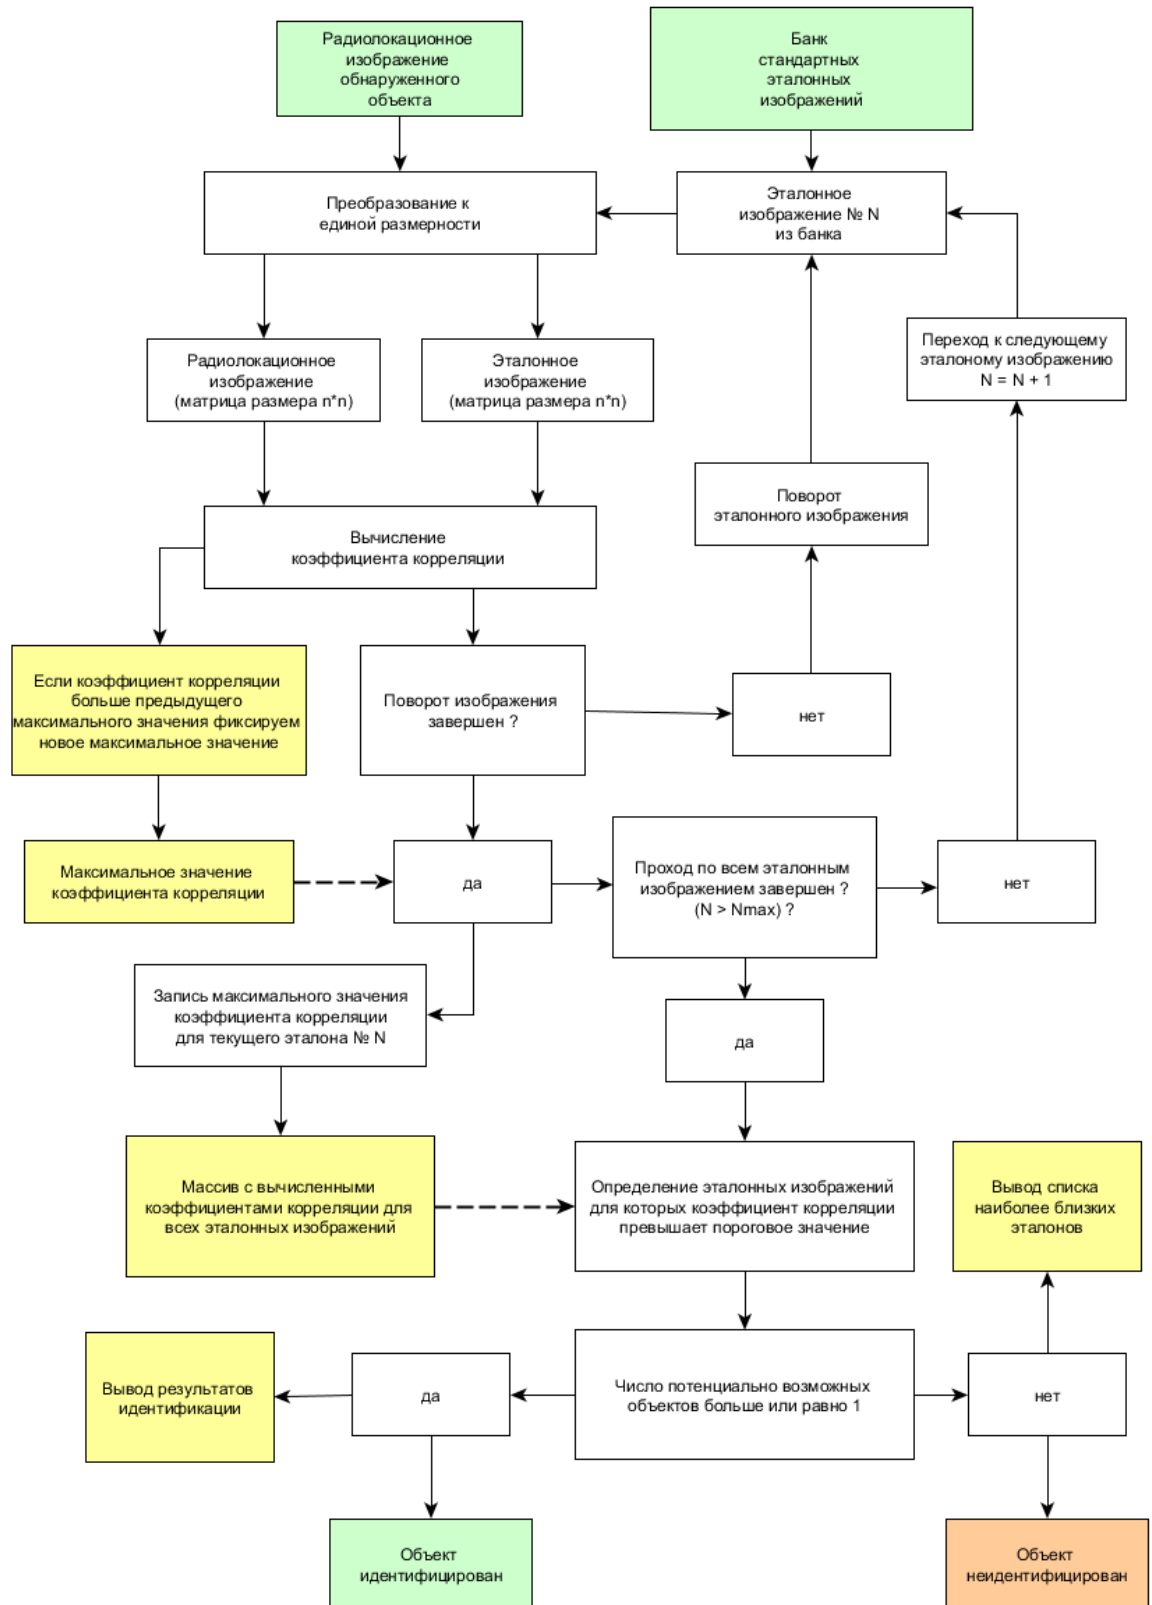 Радиолокационное
изображение
обнаруженного
объекта
Банк
стандартных
эталонных
изображений
Преобразование к
единой размерности
Эталонное
изображение № N
из банка
Переход к следующему
эталоному изображению
N = N + 1
Радиолокационное
изображение
(матрица размера n*n)
Эталонное
изображение
(матрица размера n*n)
Поворот
эталонного изображения
Вычисление
коэффициента корреляции
Если коэффициент корреляции
больше предыдущего
максимального значения фиксируем
новое максимальное значение
Поворот изображения
завершен ?
нет
Максимальное значение
коэффициента корреляции
да
Проход по всем эталонным
изображением завершен ?
(N > Nmax) ?
нет
Запись максимального значения
коэффициента корреляции
для текущего эталона № N
да
Массив с вычисленными
коэффициентами корреляции для
всех эталонных изображений
Определение эталонных изображений
для которых коэффициент корреляции
превышает пороговое значение
Вывод списка
наиболее близких
эталонов
Вывод результатов
идентификации
да
Число потенциально возможных
объектов больше или равно 1
нет
Объект
идентифицирован
Объект
неидентифицирован